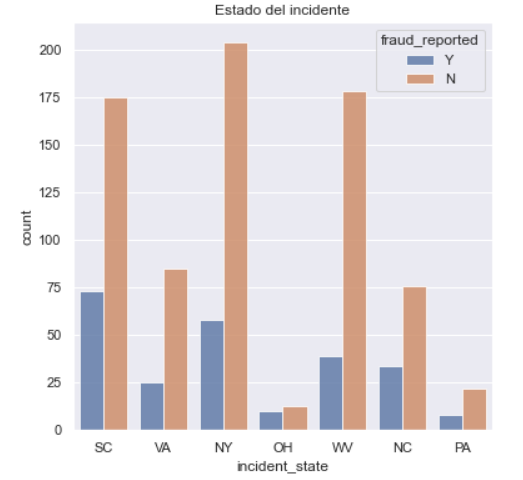 Estado del incidente
fraud_reported
Y
N
200
175
150
125
100
75
50
25
0
count
SC VA NY OH WV NC PA
incident_state